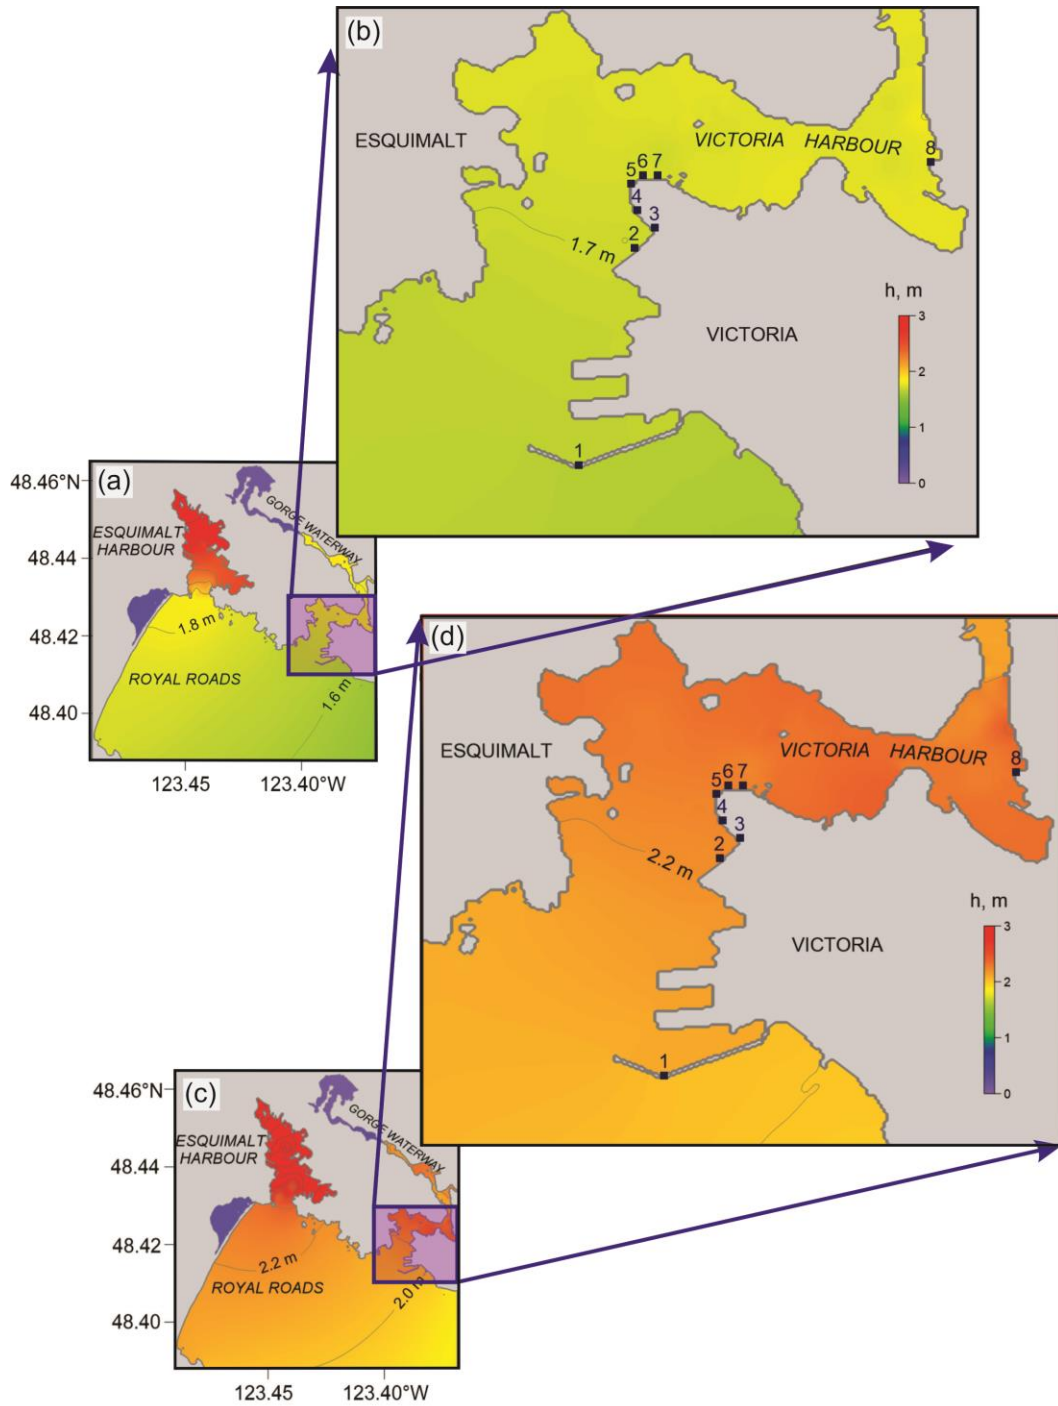 (b)
ESQUIMALT
VICTORIA HARBOUR
8
5 6 7
4
3
2
1.7 m
h, m
3
2
1
0
VICTORIA
1
(a)
48.46°N
48.44
48.42
48.40
ESQUIMALT
HARBOUR
GORGE WATERWAY
1.8 m
ROYAL ROADS
1.6 m
123.45
123.40°W
(d)
ESQUIMALT
VICTORIA HARBOUR
8
5 6 7
4
3
2
2.2 m
h, m
3
2
1
0
VICTORIA
1
(c)
48.46°N
48.44
48.42
48.40
ESQUIMALT
HARBOUR
GORGE WATERWAY
2.2 m
ROYAL ROADS
2.0 m
123.45
123.40°W